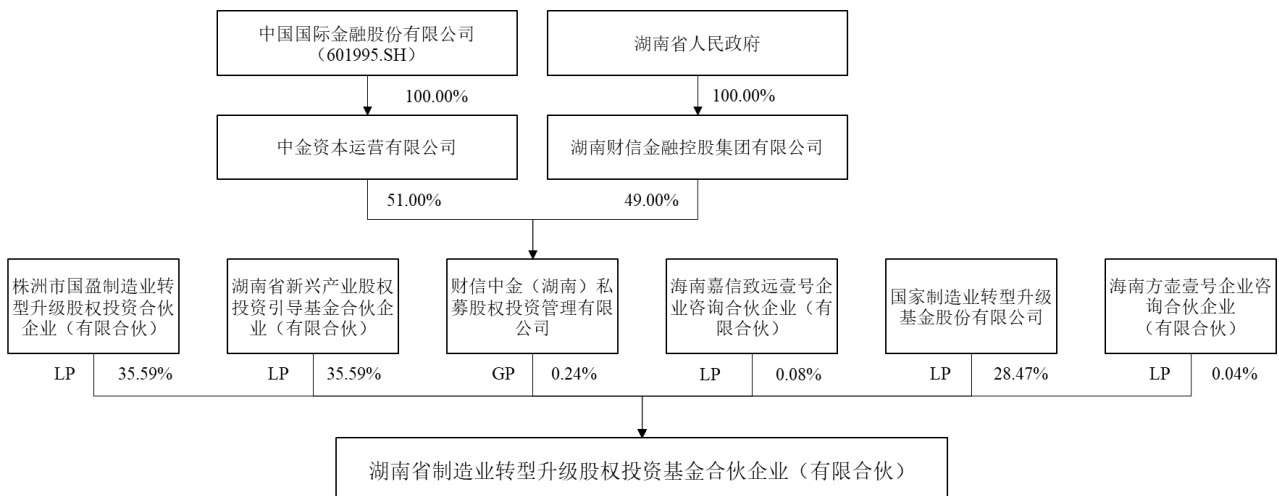 中国国际金融股份有限公司
（601995.SH）
湖南省人民政府
100.00%
100.00%
中金资本运营有限公司
湖南财信金融控股集团有限公司
51.00%
49.00%
株洲市国盈制造业转
型升级股权投资合伙
企业（有限合伙）
湖南省新兴产业股权
投资引导基金合伙企
业（有限合伙）
财信中金（湖南）私
募股权投资管理有限
公司
海南嘉信致远壹号企
业咨询合伙企业（有
限合伙）
国家制造业转型升级
基金股份有限公司
海南方壶壹号企业咨
询合伙企业
（有限合伙）
LP 35.59%
LP 35.59%
GP 0.24%
LP 0.08%
LP 28.47%
LP 0.04%
湖南省制造业转型升级股权投资基金合伙企业（有限合伙）